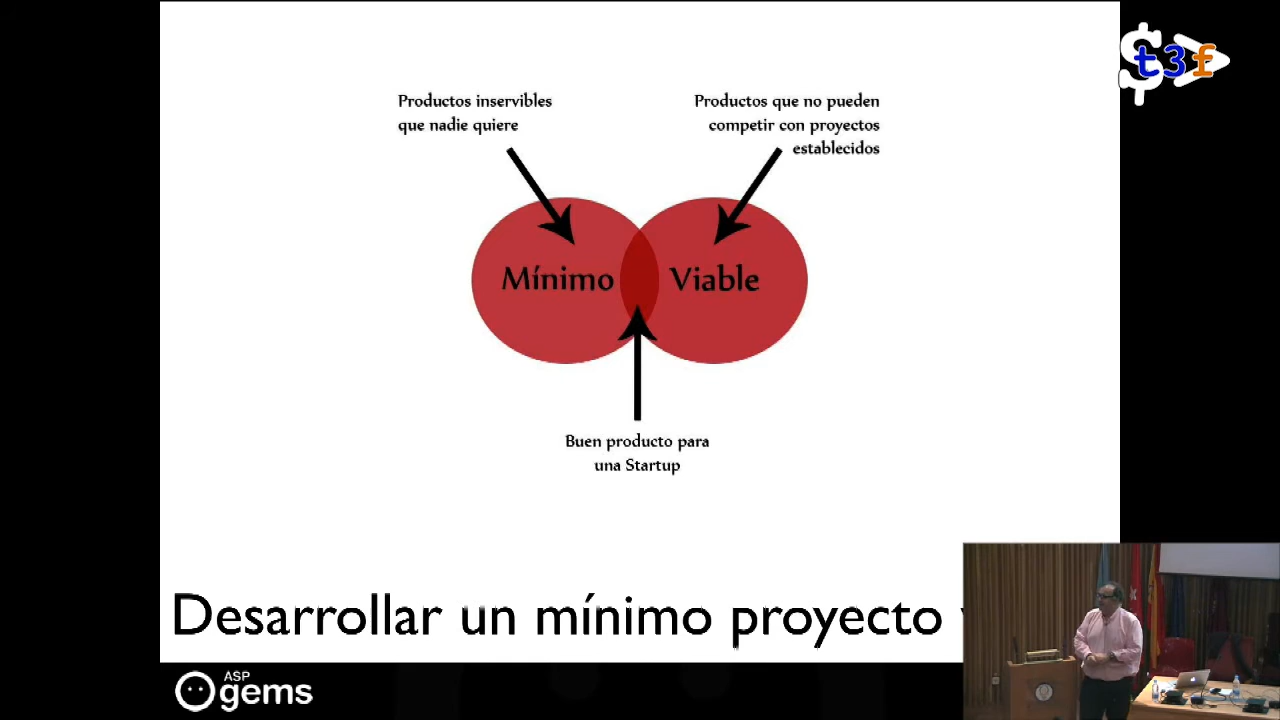 Productos inservibles
que nadie quiere
Productos que no pueden
competir con proyectos
establecidos
Mínimo
Viable
Buen producto para
una Startup
Desarrollar un mínimo proyecto
ASP
gems
$t3f